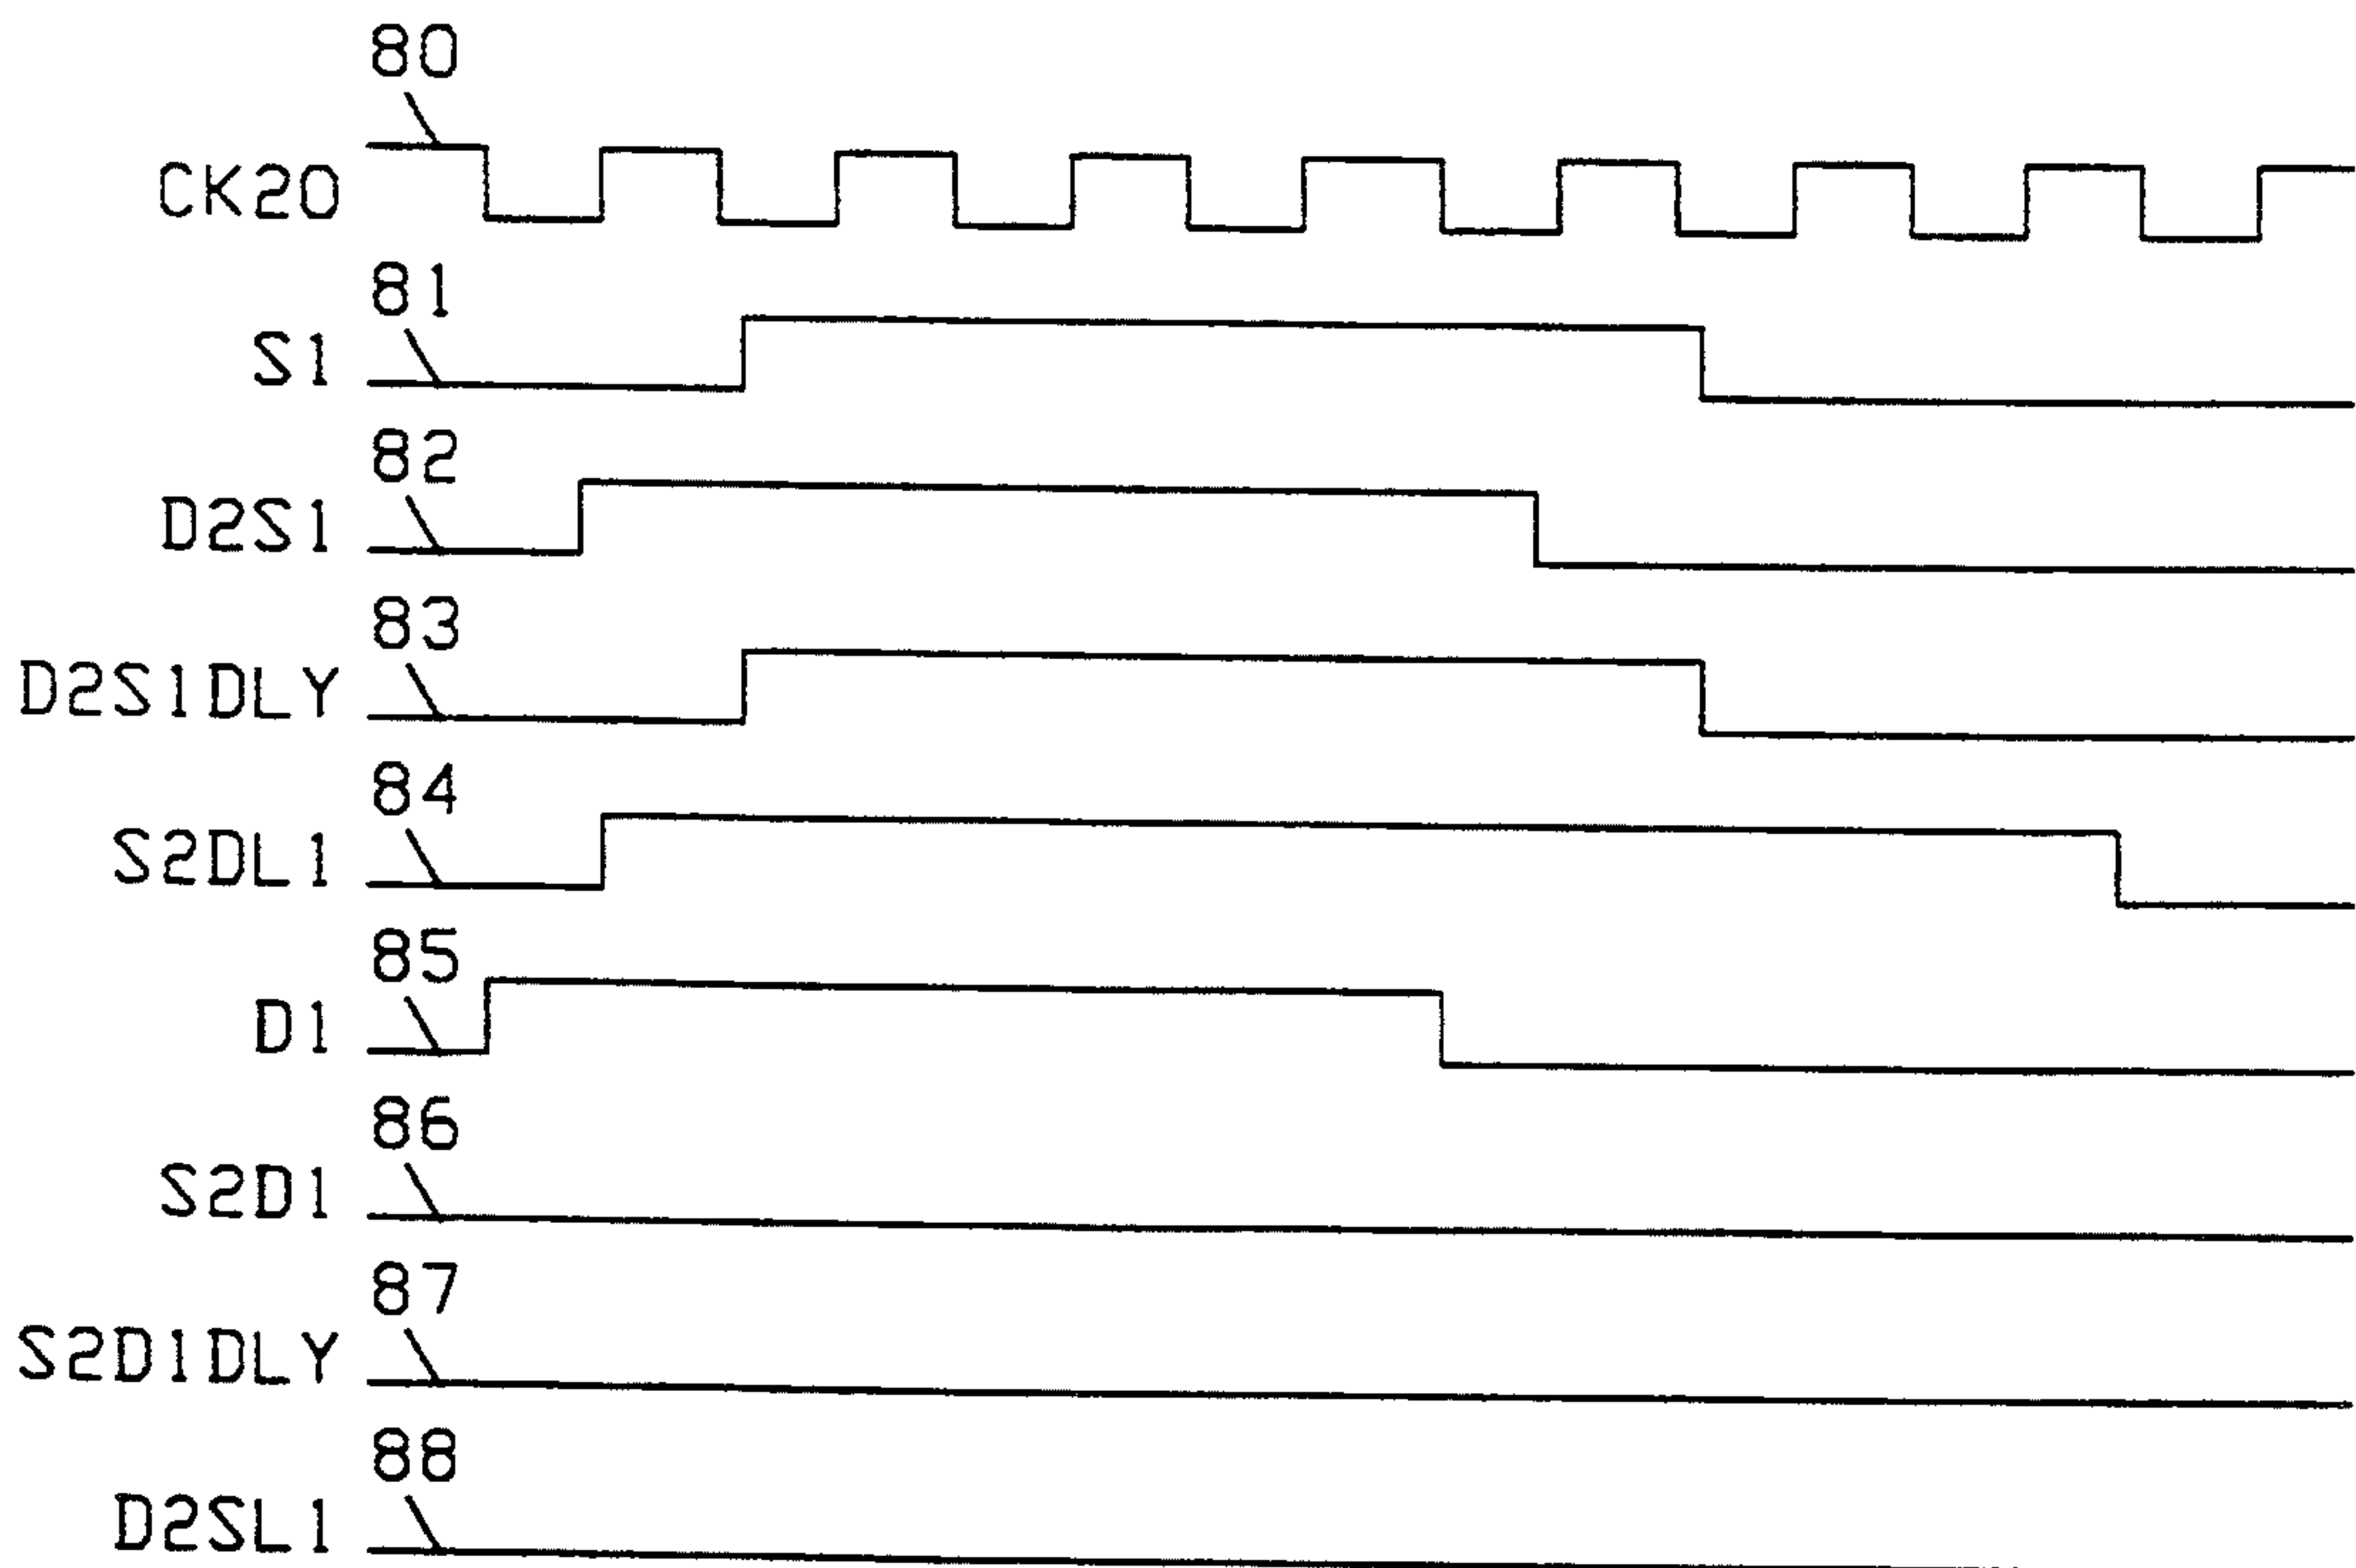 80
CK20
81
S1
82
D2S1
83
D2S1DLY
84
S2DL1
85
D1
86
S2D1
87
S2D1DLY
88
D2SL1